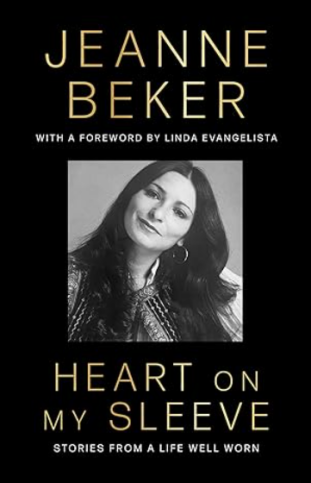 JEANNE
BEKER
WITH A FOREWORD BY LINDA EVANGELISTA
HEART ON
MY SLEEVE
STORIES FROM A LIFE WELL WORN